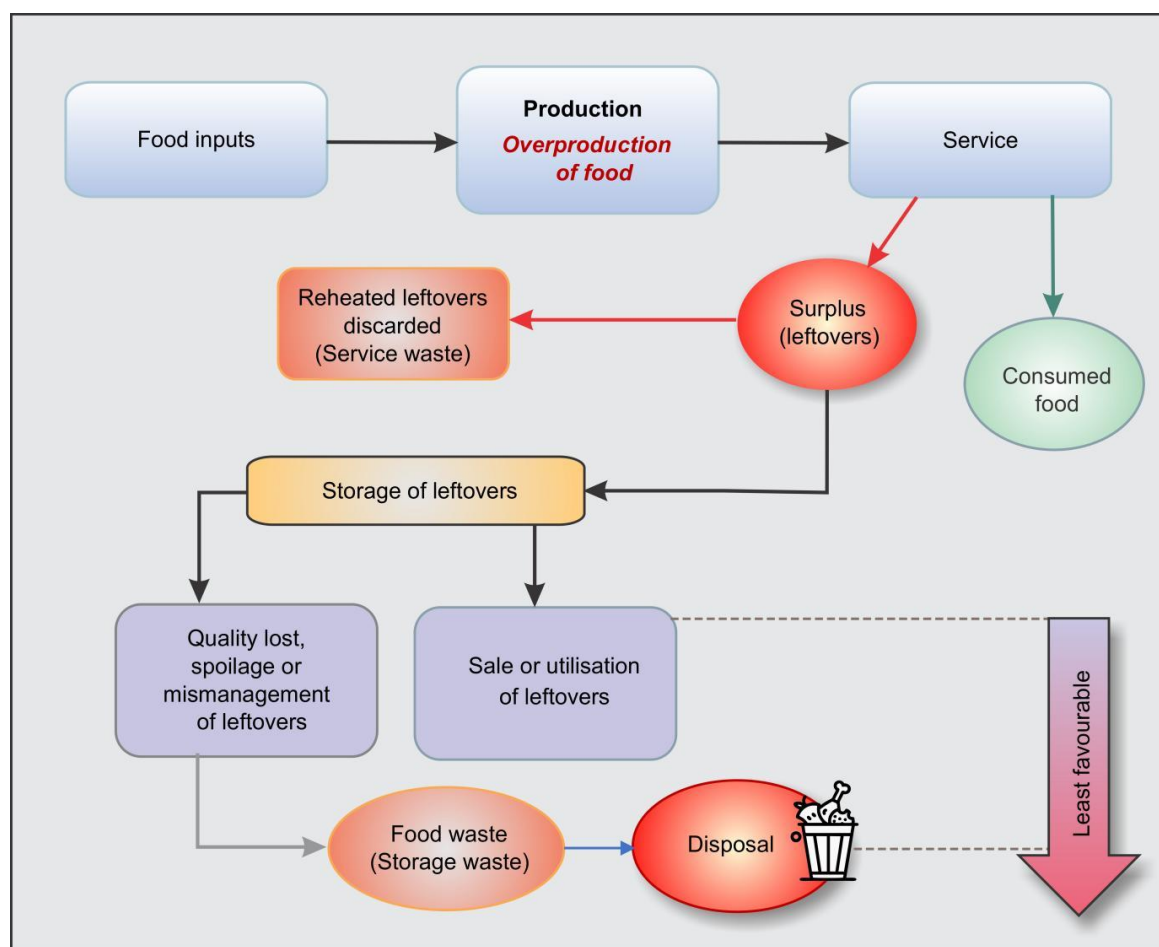 Food inputs
Production
Overproduction
of food
Service
Reheated leftovers
discarded
(Service waste)
Surplus
(leftovers)
Consumed
food
Storage of leftovers
Quality lost,
spoilage or
mismanagement
of leftovers
Sale or utilisation
of leftovers
Least favourable
Food waste
(Storage waste)
Disposal